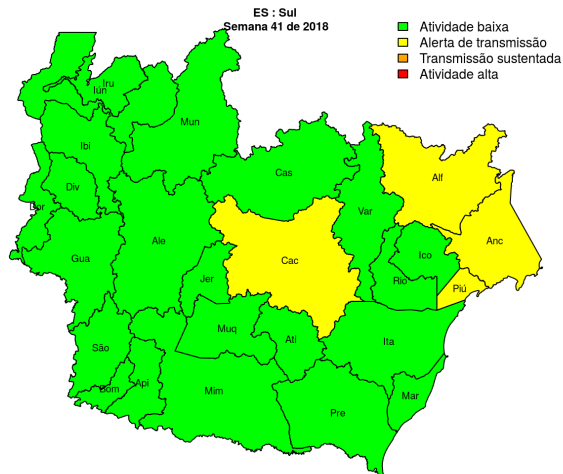 ES : Sul
Semana 41 de 2018
Atividade baixa
Alerta de transmissão
Transmissão sustentada
Atividade alta
Iru
Iún
Mun
Ibi
Cas
Alf
Div
Dor
Var
Ale
Anc
Gua
Cac
Ico
Jer
Rio
Piú
Muq
Ati
Ita
São
Bom
Api
Mim
Mar
Pre